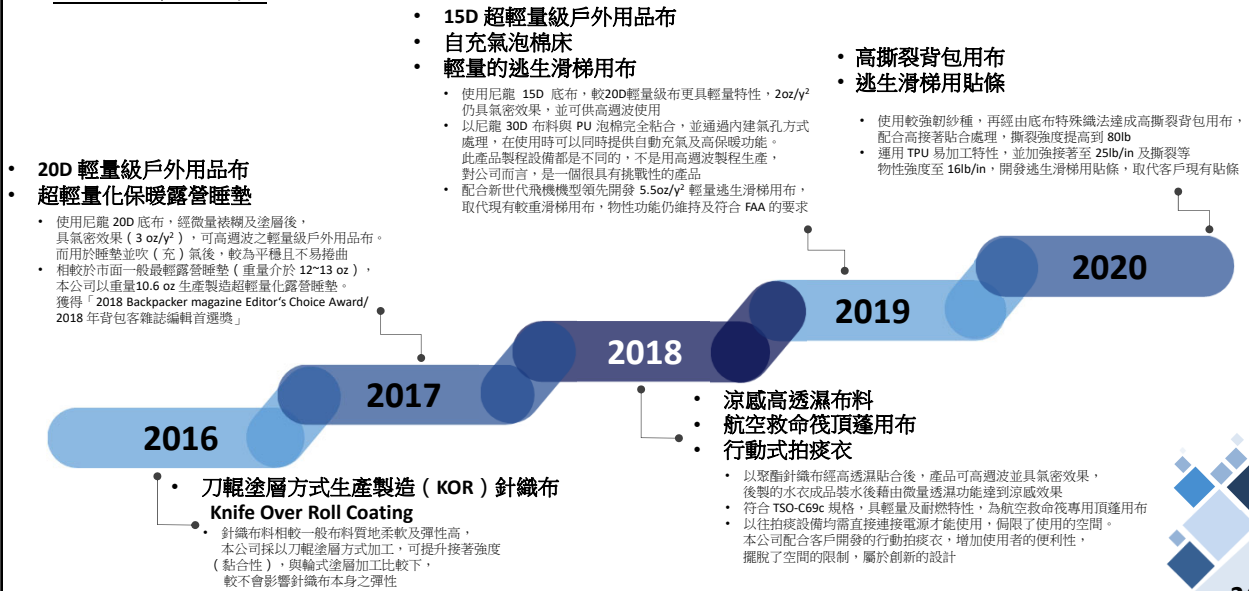 • 15D 超輕量級戶外用品布
• 自充氣泡棉床
• 輕量的逃生滑梯用布
• 使用尼龍 15D 底布，較20D輕量級布更具輕量特性，2oz/y²
仍具氣密效果，並可供高週波使用
• 以尼龍 30D 布料與 PU 泡棉完全粘合，並通過內建氣孔方式
處理，在使用時可以同時提供自動充氣及高保暖功能。
此產品製程設備都是不同的，不是用高週波製程生產，
對公司而言，是一個很具有挑戰性的產品
• 配合新世代飛機機型領先開發 5.5oz/y² 輕量逃生滑梯用布，
取代現有較重滑梯用布，物性功能仍維持及符合 FAA 的要求
• 高撕裂背包用布
• 逃生滑梯用貼條
• 使用較強韌紗種，再經由底布特殊織法達成高撕裂背包用布，
配合高接著貼合處理，撕裂強度提高到 80lb
• 運用 TPU 易加工特性，並加強接著至 25lb/in 及撕裂等
物性強度至 16lb/in，開發逃生滑梯用貼條，取代客戶現有貼條
• 20D 輕量級戶外用品布
• 超輕量化保暖露營睡墊
• 使用尼龍 20D 底布，經微量裱糊及塗層後，
具氣密效果（3 oz/y²），可高週波之輕量級戶外用品布。
而用於睡墊並吹（充）氣後，較為平穩且不易捲曲
• 相較於市面一般最輕露營睡墊（重量介於 12~13 oz），
本公司以重量10.6 oz 生產製造超輕量化露營睡墊。
獲得「2018 Backpacker magazine Editor's Choice Award/
2018 年背包客雜誌編輯首選獎」
2016
2017
2018
2019
2020
• 刀輥塗層方式生產製造（KOR）針織布
Knife Over Roll Coating
• 針織布料相較一般布料質地柔軟及彈性高，
本公司採以刀輥塗層方式加工，可提升接著強度
（黏合性），與輪式塗層加工比較下，
較不會影響針織布本身之彈性
• 涼感高透濕布料
• 航空救命筏頂蓬用布
• 行動式拍痰衣
• 以聚酯針織布經高透濕貼合後，產品可高週波並具氣密效果，
後製的水衣成品裝水後藉由微量透濕功能達到涼感效果
• 符合 TSO-C69c 規格，具輕量及耐燃特性，為航空救命筏專用頂蓬用布
• 以往拍痰設備均需直接連接電源才能使用，侷限了使用的空間。
本公司配合客戶開發的行動拍痰衣，增加使用者的便利性，
擺脫了空間的限制，屬於創新的設計